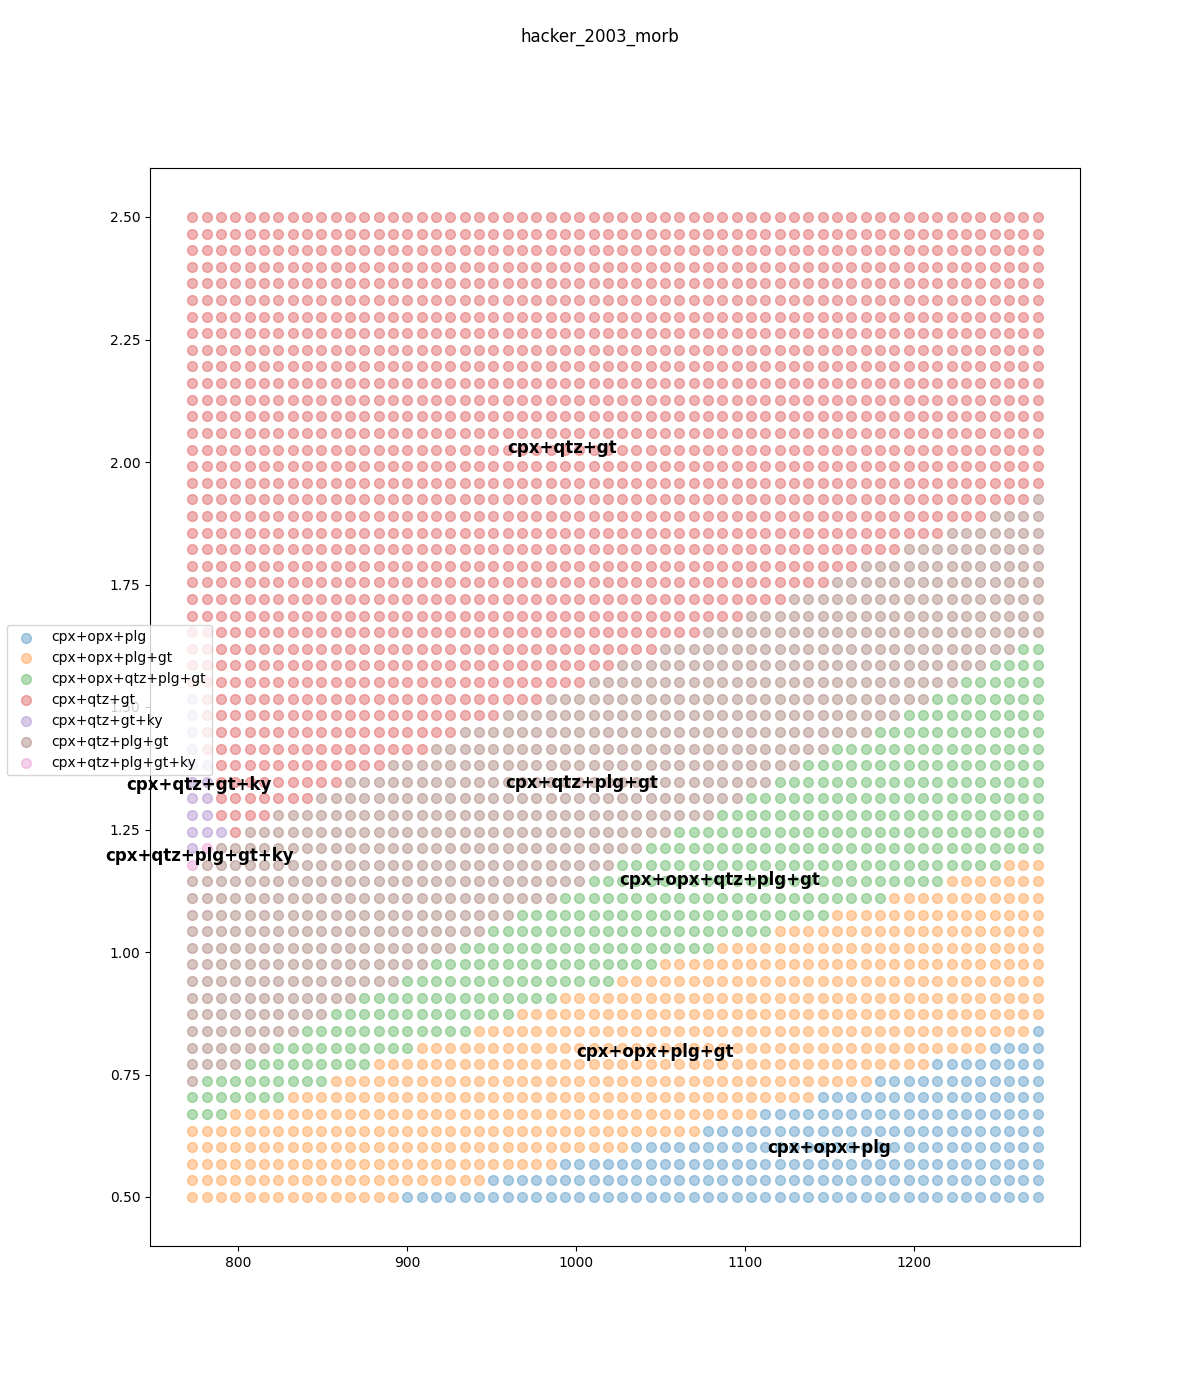 hacker_2003_morb
2.50
2.25
cpx+qtz+gt
2.00
1.75
cpx+opx+plg
cpx+opx+plg+gt
cpx+opx+qtz+plg+gt
cpx+qtz+gt
1.50
cpx+qtz+gt+ky
cpx+qtz+plg+gt
cpx+qtz+plg+gt+ky
cpx+qtz+gt+ky
cpx+qtz+plg+gt
1.25
cpx+qtz+plg+gt+ky
cpx+opx+qtz+plg+gt
1.00
cpx+opx+plg+gt
0.75
cpx+opx+plg
0.50
800 900 1000 1100 1200